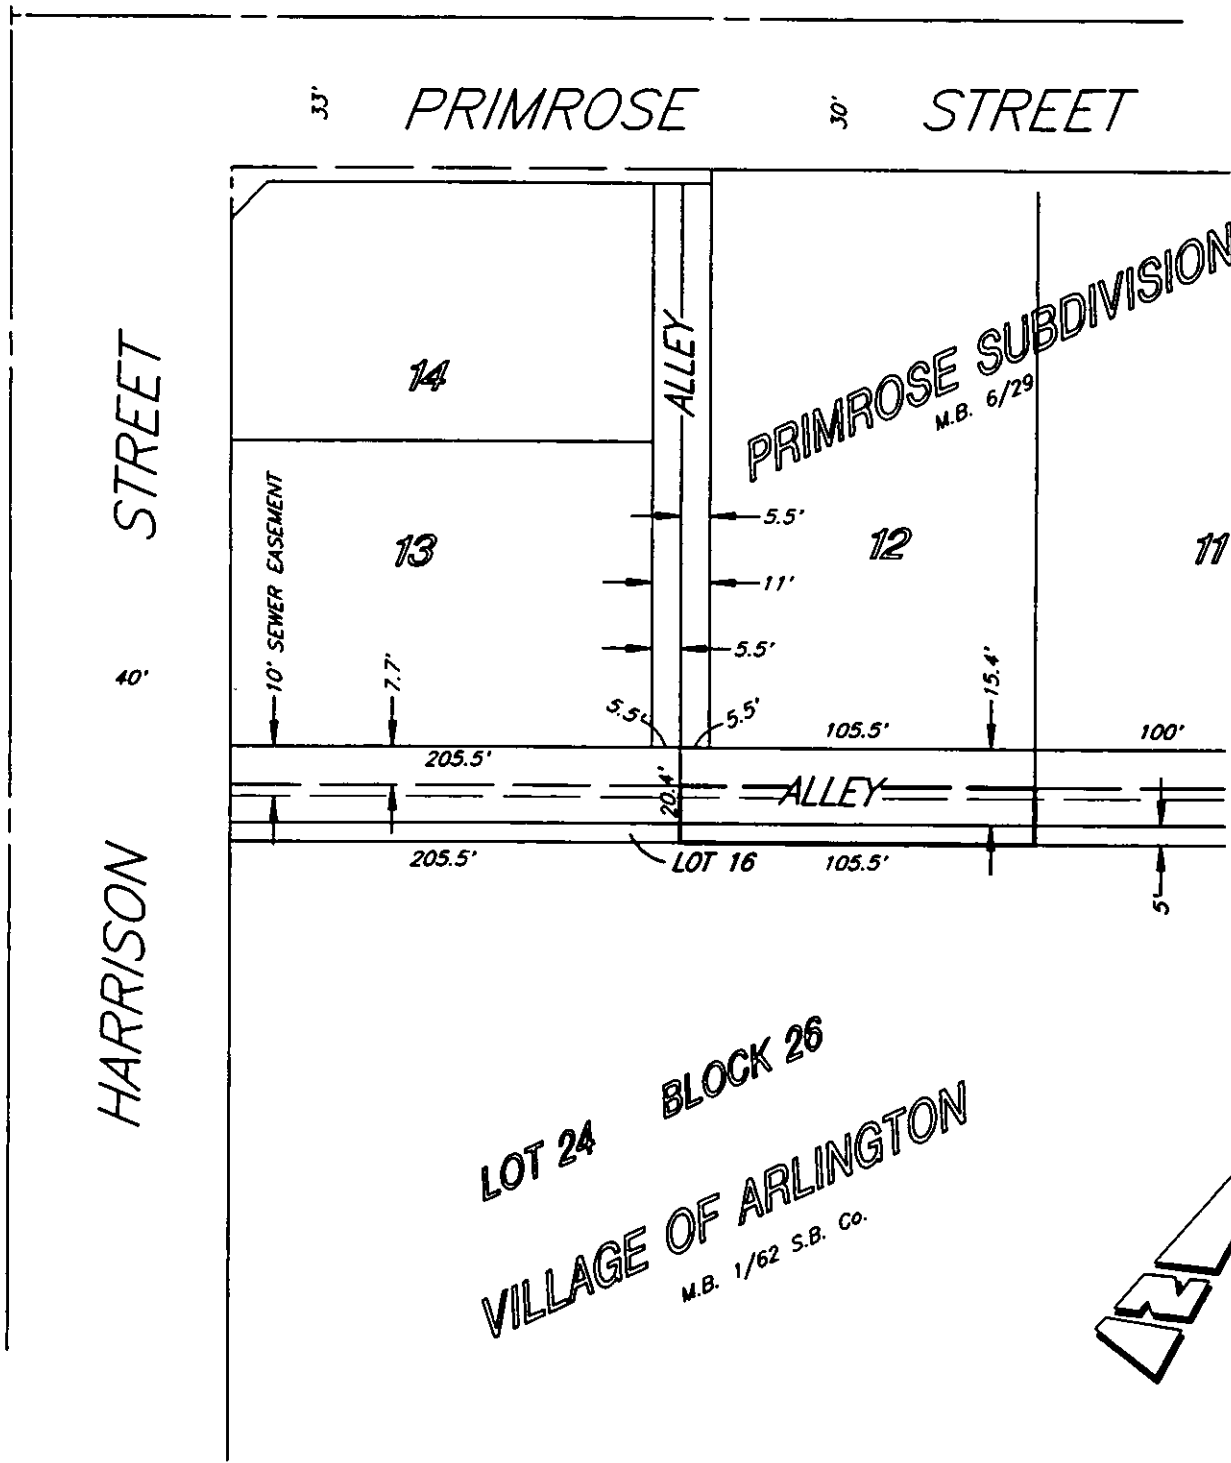 33'
PRIMROSE
30'
STREET
HARRISON
STREET
40'
14
ALLEY
PRIMROSE SUBDIVISION
M.B. 6/29
13
12
11
10' SEWER EASEMENT
7.7'
5.5'
11'
5.5'
5.5'
5.5'
15.4'
205.5'
105.5'
100'
20.4'
ALLEY
205.5'
LOT 16
105.5'
5'
LOT 24 BLOCK 26
VILLAGE OF ARLINGTON
M.B. 1/62 S.B. Co.
N